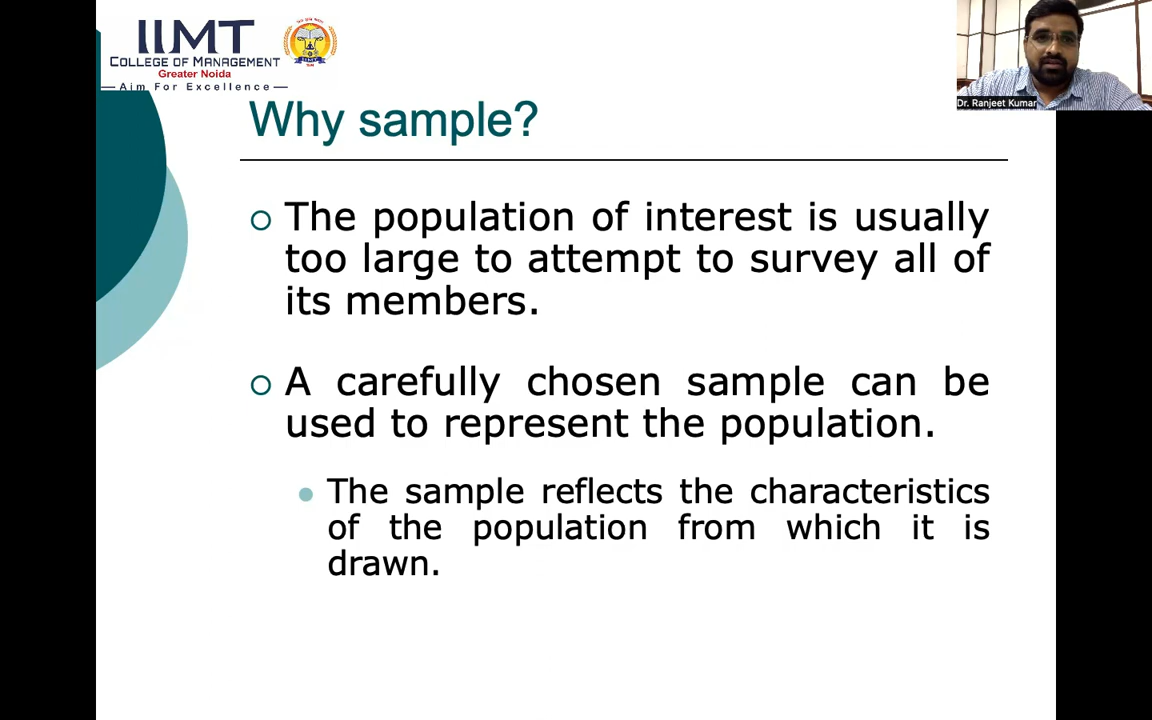 IIMT
COLLEGE OF MANAGEMENT
Greater Noida
Aim For Excellence
Dr. Ranjeet Kumar
Why sample?
The population of interest is usually
too large to attempt to survey all of
its members.
A carefully chosen sample can be
used to represent the population.
The sample reflects the characteristics
of the population from which it is
drawn.